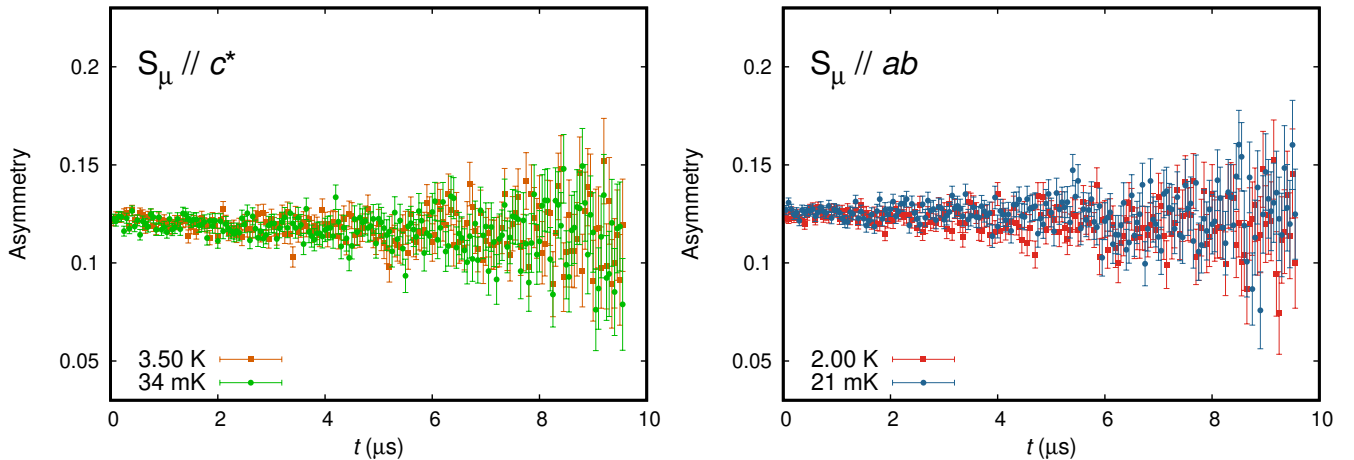 S_μ // c*
Asymmetry
0.2
0.15
0.1
0.05
3.50 K
34 mK
0 2 4 6 8 10
t (μs)
S_μ // ab
Asymmetry
0.2
0.15
0.1
0.05
2.00 K
21 mK
0 2 4 6 8 10
t (μs)